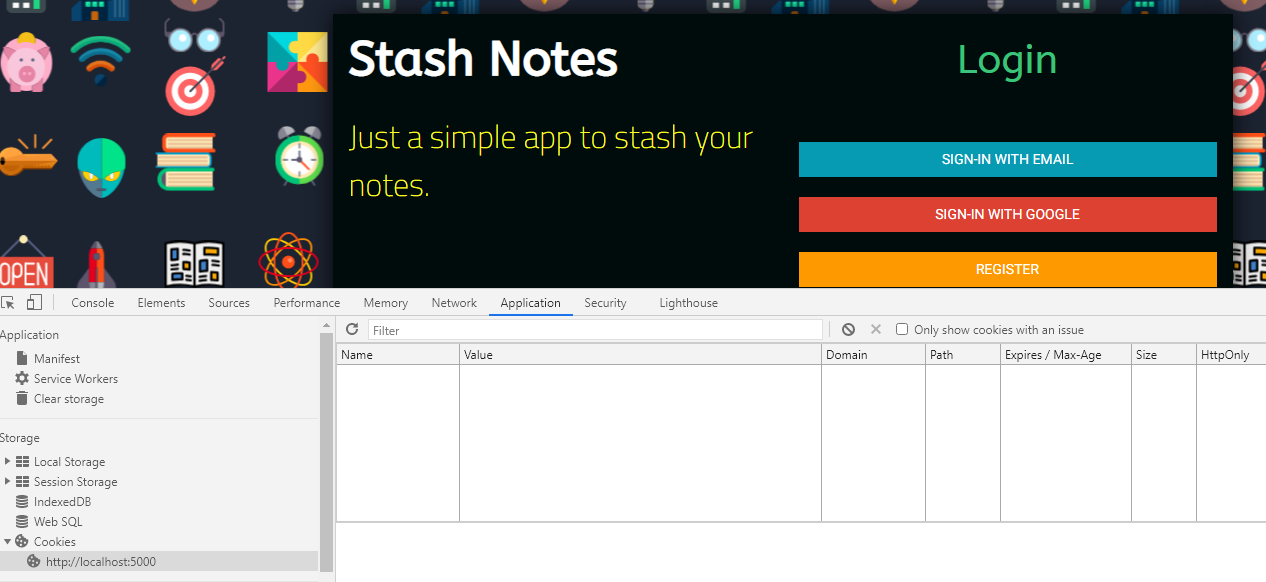 Stash Notes
Just a simple app to stash your
notes.
Login
SIGN-IN WITH EMAIL
SIGN-IN WITH GOOGLE
REGISTER
OPEN
Console Elements Sources Performance Memory Network Application Security Lighthouse
Application
Manifest
Service Workers
Clear storage
Storage
Local Storage
Session Storage
IndexedDB
Web SQL
Cookies
http://localhost:5000
Filter
Only show cookies with an issue
Name Value Domain Path Expires / Max-Age Size HttpOnly